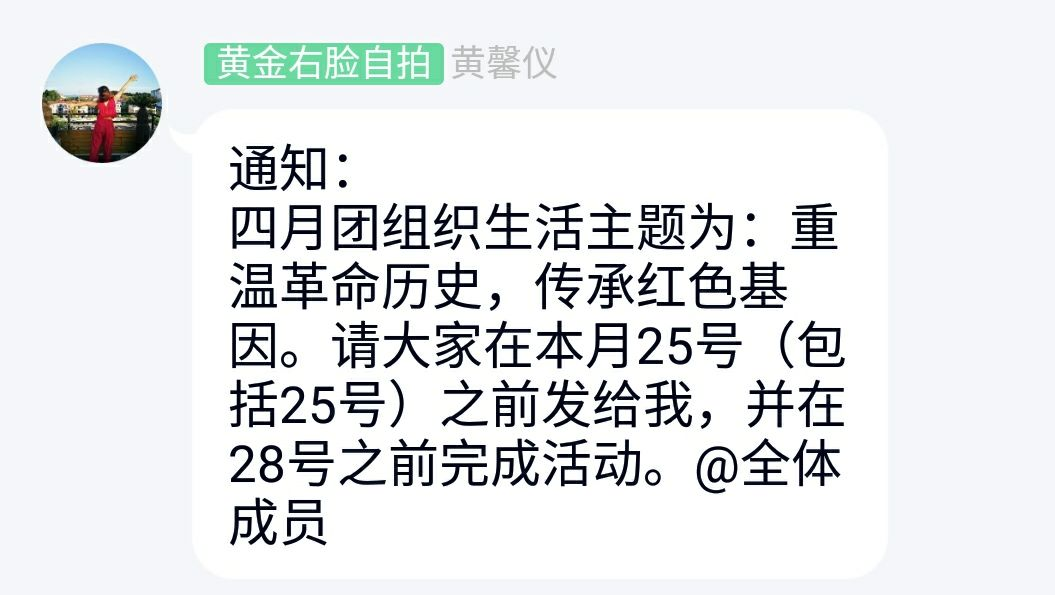 黄金右脸自拍 黄馨仪
通知：
四月团组织生活主题为：重
温革命历史，传承红色基
因。请大家在本月25号（包
括25号）之前发给我，并在
28号之前完成活动。@全体
成员